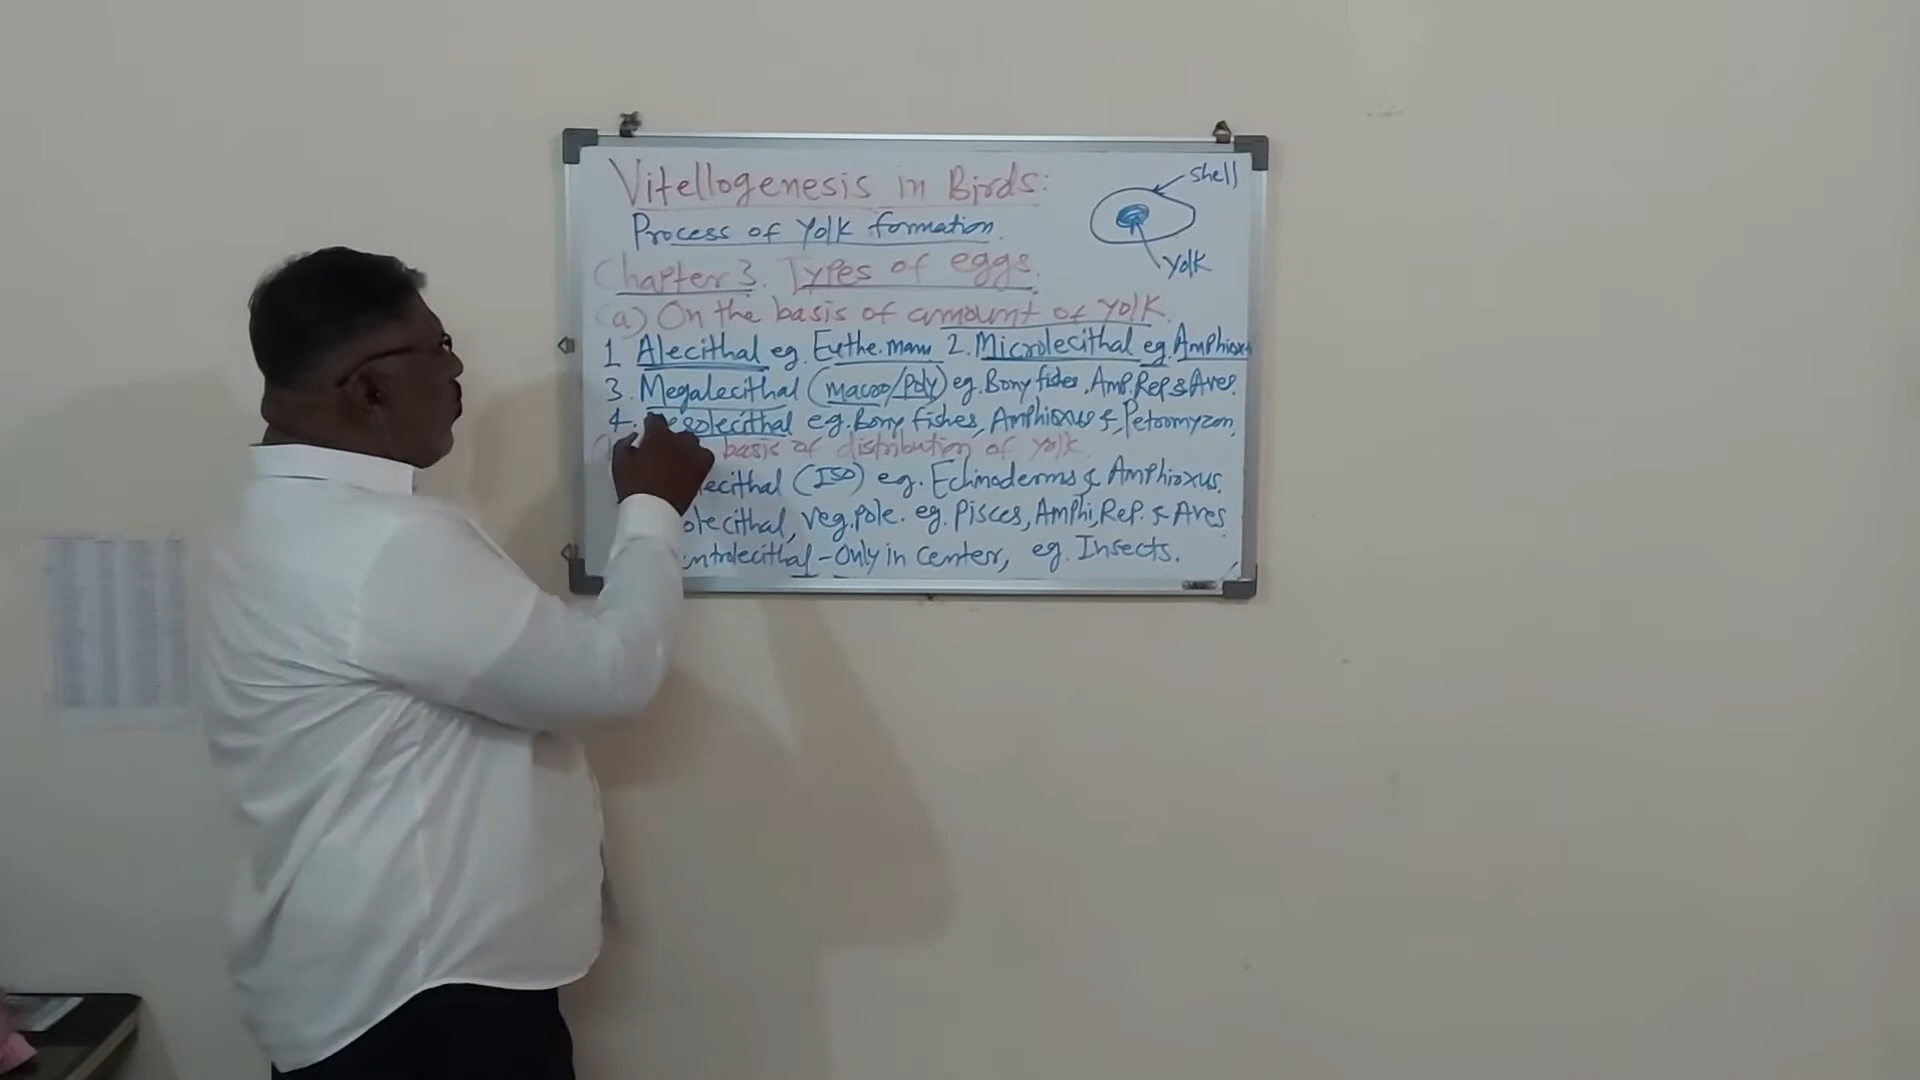 Vitellogenesis in Birds:
shell
Process of Yolk formation
Yolk
Chapter 3. Types of eggs.
(a) On the basis of amount of Yolk.
1 Alecithal eg. Euthe. mam 2. Microlecithal eg. Amphioxus
3. Megalecithal (macro/Poly) eg. Bony fishes, Amp. Rep & Aves.
4. esolecithal eg. Bony fishes, Amphioxus & Petromyzon.
basis of distribution of Yolk.
lecithal (ISO) eg. Echinoderms & Amphioxus.
olecithal, Veg. pole. eg. Pisces, Amphi, Rep. & Aves
ntrolecithal - Only in Center, eg. Insects.